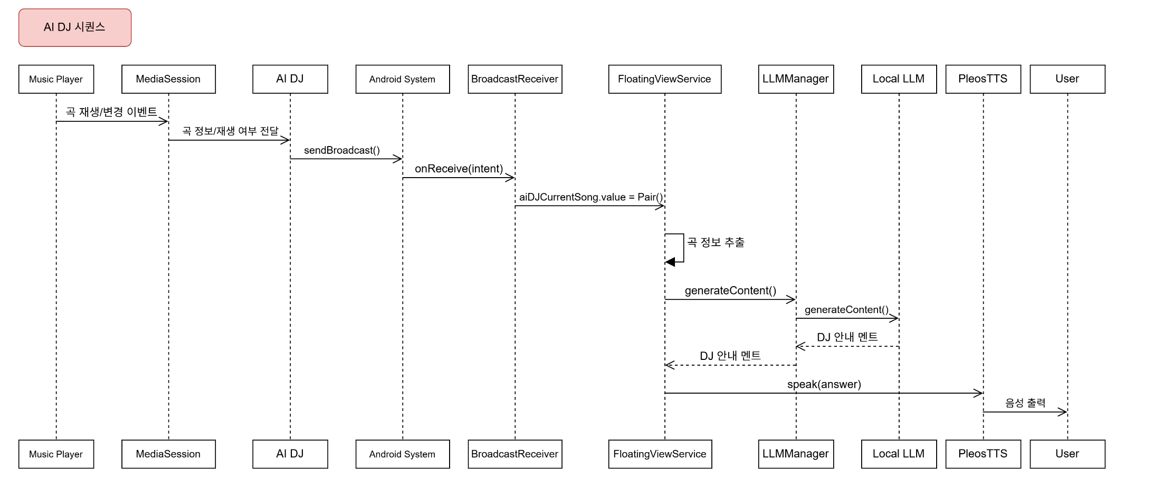 AI DJ 시퀀스
Music Player
MediaSession
AI DJ
Android System
BroadcastReceiver
FloatingViewService
LLMManager
Local LLM
PleosTTS
User
곡 재생/변경 이벤트
곡 정보/재생 여부 전달
sendBroadcast()
onReceive(intent)
aiDJCurrentSong.value = Pair()
곡 정보 추출
generateContent()
generateContent()
DJ 안내 멘트
DJ 안내 멘트
speak(answer)
음성 출력
Music Player
MediaSession
AI DJ
Android System
BroadcastReceiver
FloatingViewService
LLMManager
Local LLM
PleosTTS
User